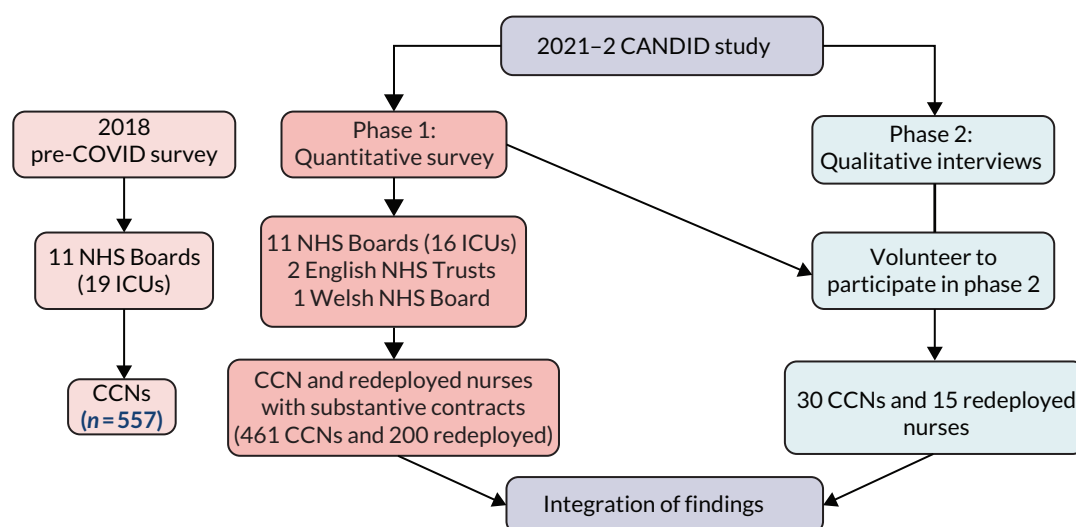 2021–2 CANDID study
2018
pre-COVID survey
11 NHS Boards
(19 ICUs)
CCNs
(n = 557)
Phase 1:
Quantitative survey
11 NHS Boards (16 ICUs)
2 English NHS Trusts
1 Welsh NHS Board
CCN and redeployed nurses
with substantive contracts
(461 CCNs and 200 redeployed)
Phase 2:
Qualitative interviews
Volunteer to
participate in phase 2
30 CCNs and 15 redeployed
nurses
Integration of findings